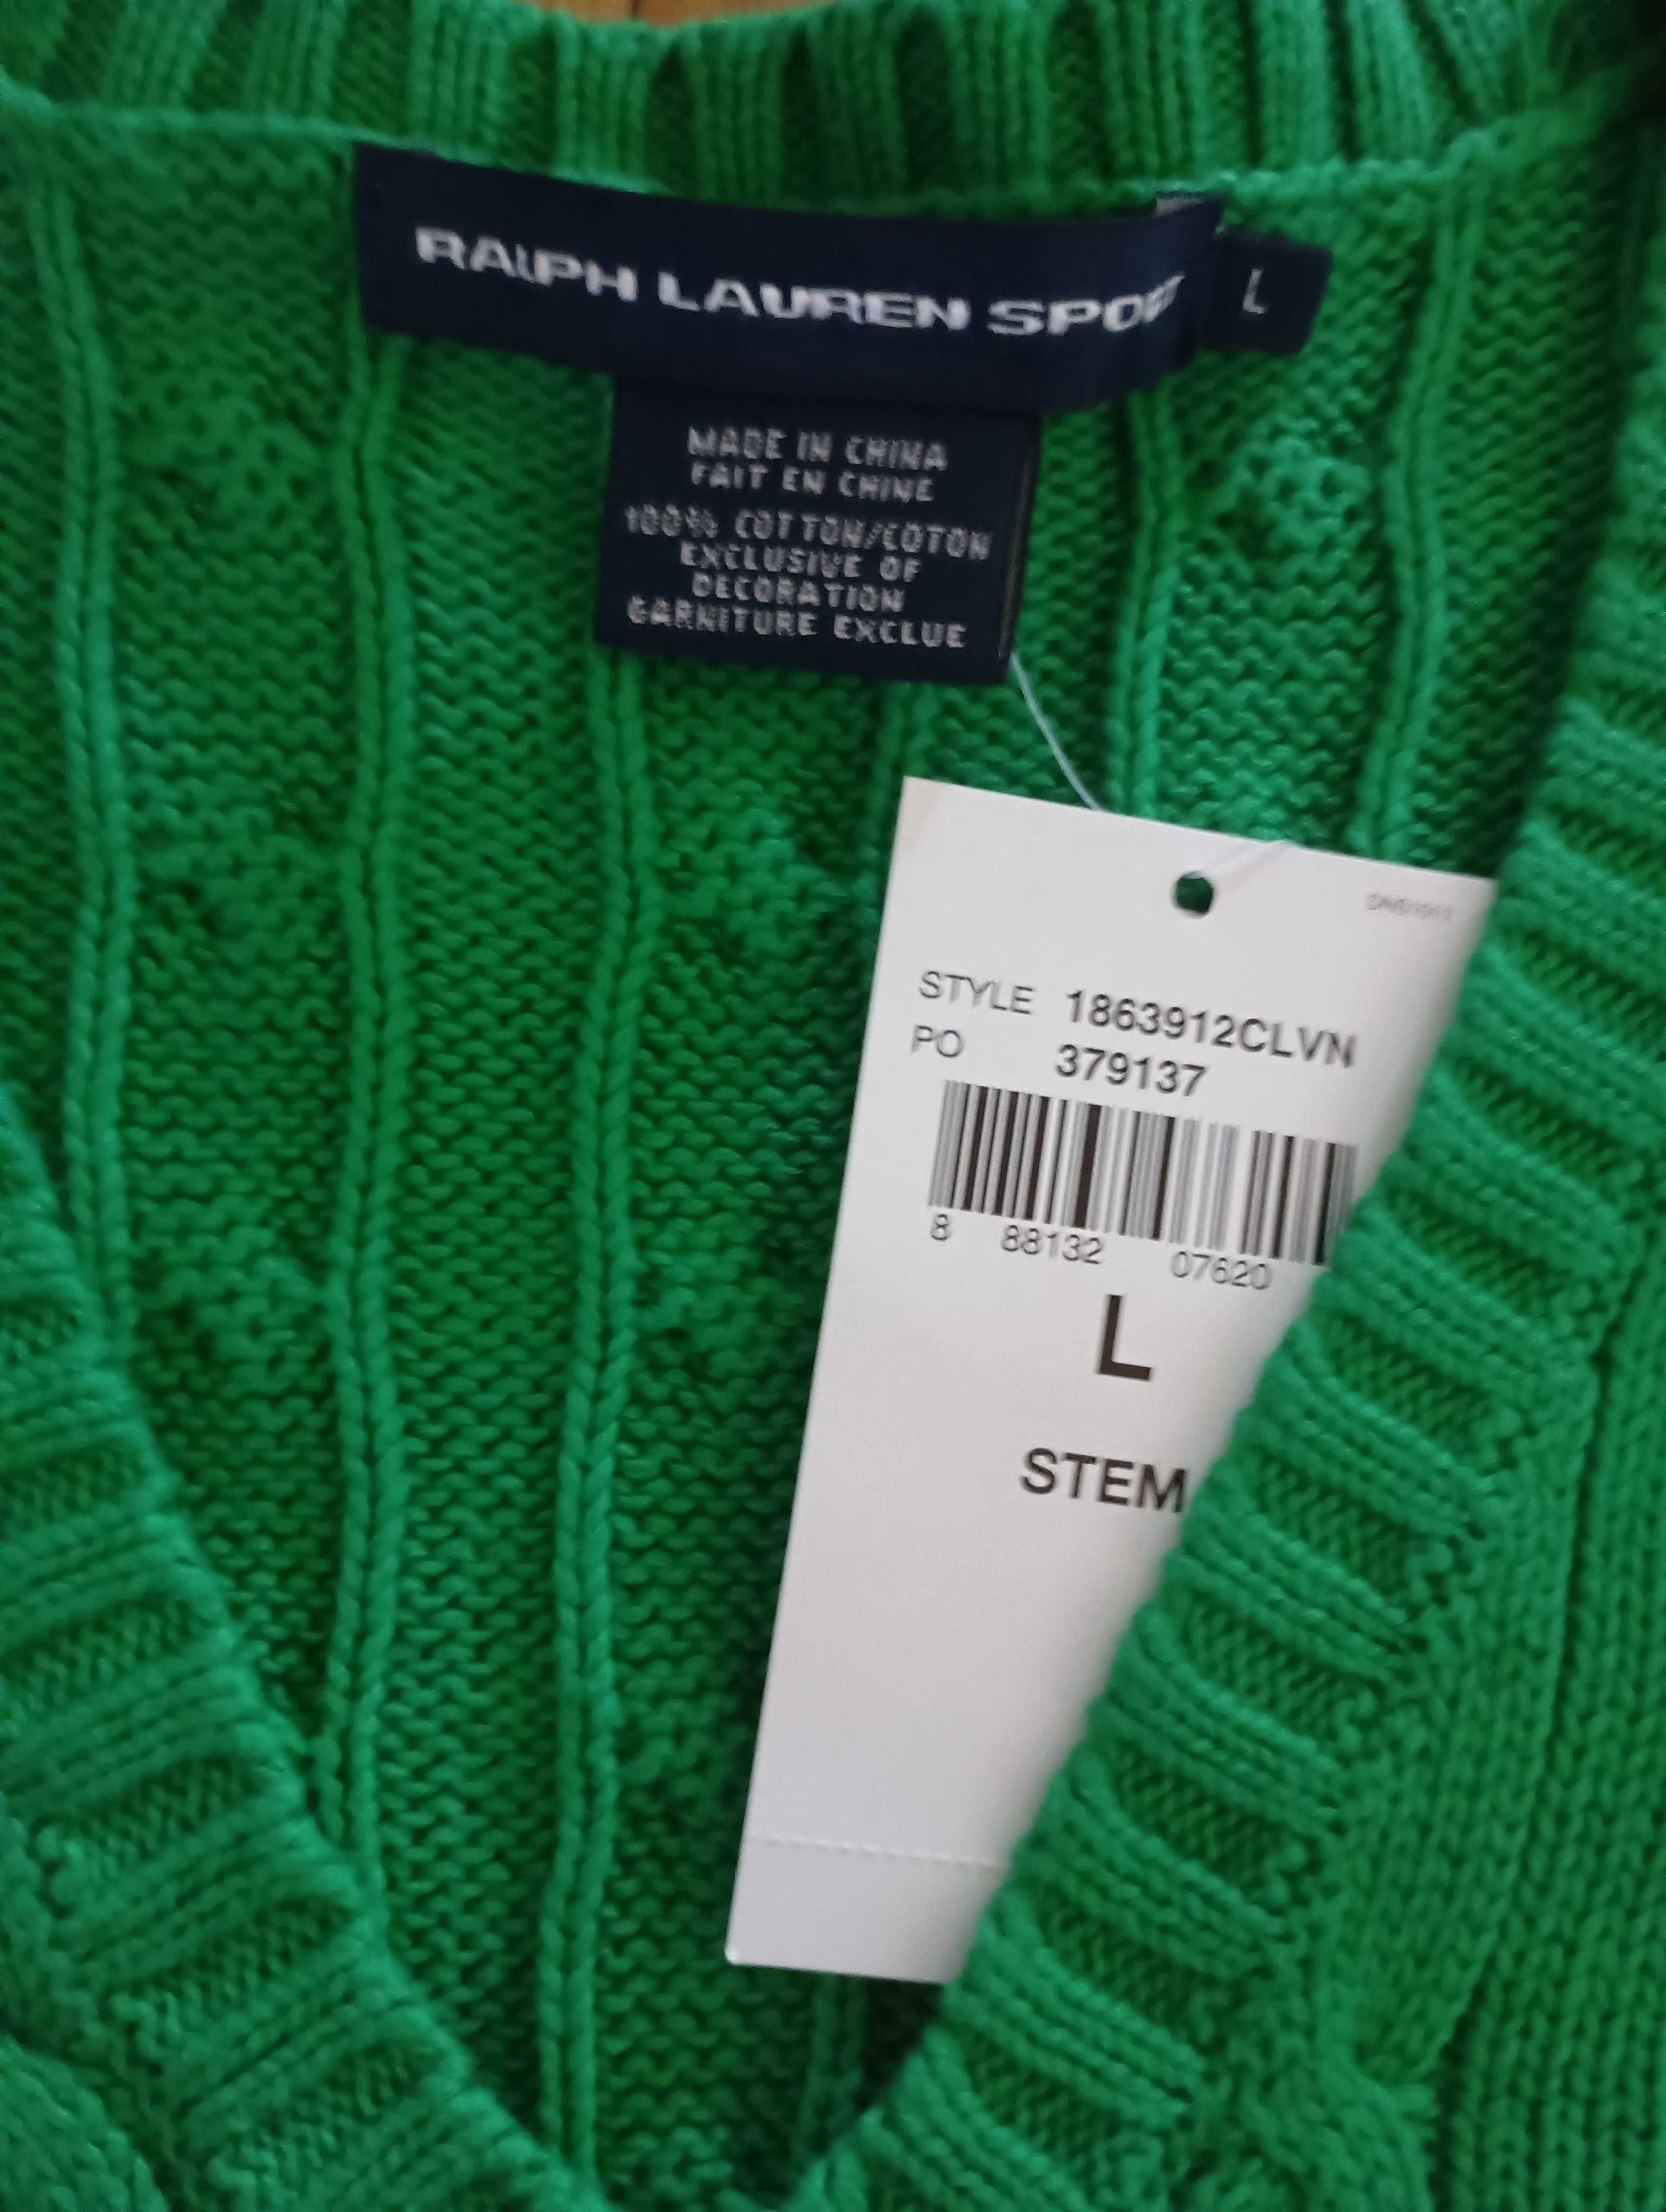 RALPH LAUREN SPORT
L
MADE IN CHINA
FAIT EN CHINE
100% COTTON/COTON
EXCLUSIVE OF
DECORATION
GARNITURE EXCLUE
STYLE 1863912CLVN
PO 379137
8 88132 07620
L
STEM